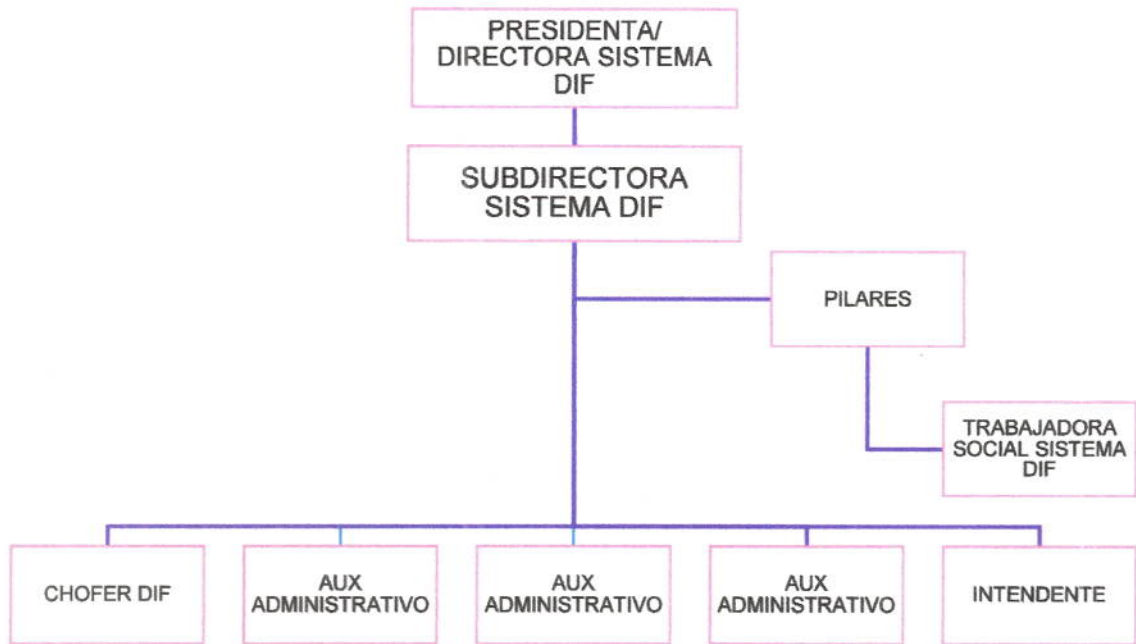 PRESIDENTA/
DIRECTORA SISTEMA
DIF
SUBDIRECTORA
SISTEMA DIF
PILARES
TRABAJADORA
SOCIAL SISTEMA
DIF
CHOFER DIF
AUX
ADMINISTRATIVO
AUX
ADMINISTRATIVO
AUX
ADMINISTRATIVO
INTENDENTE